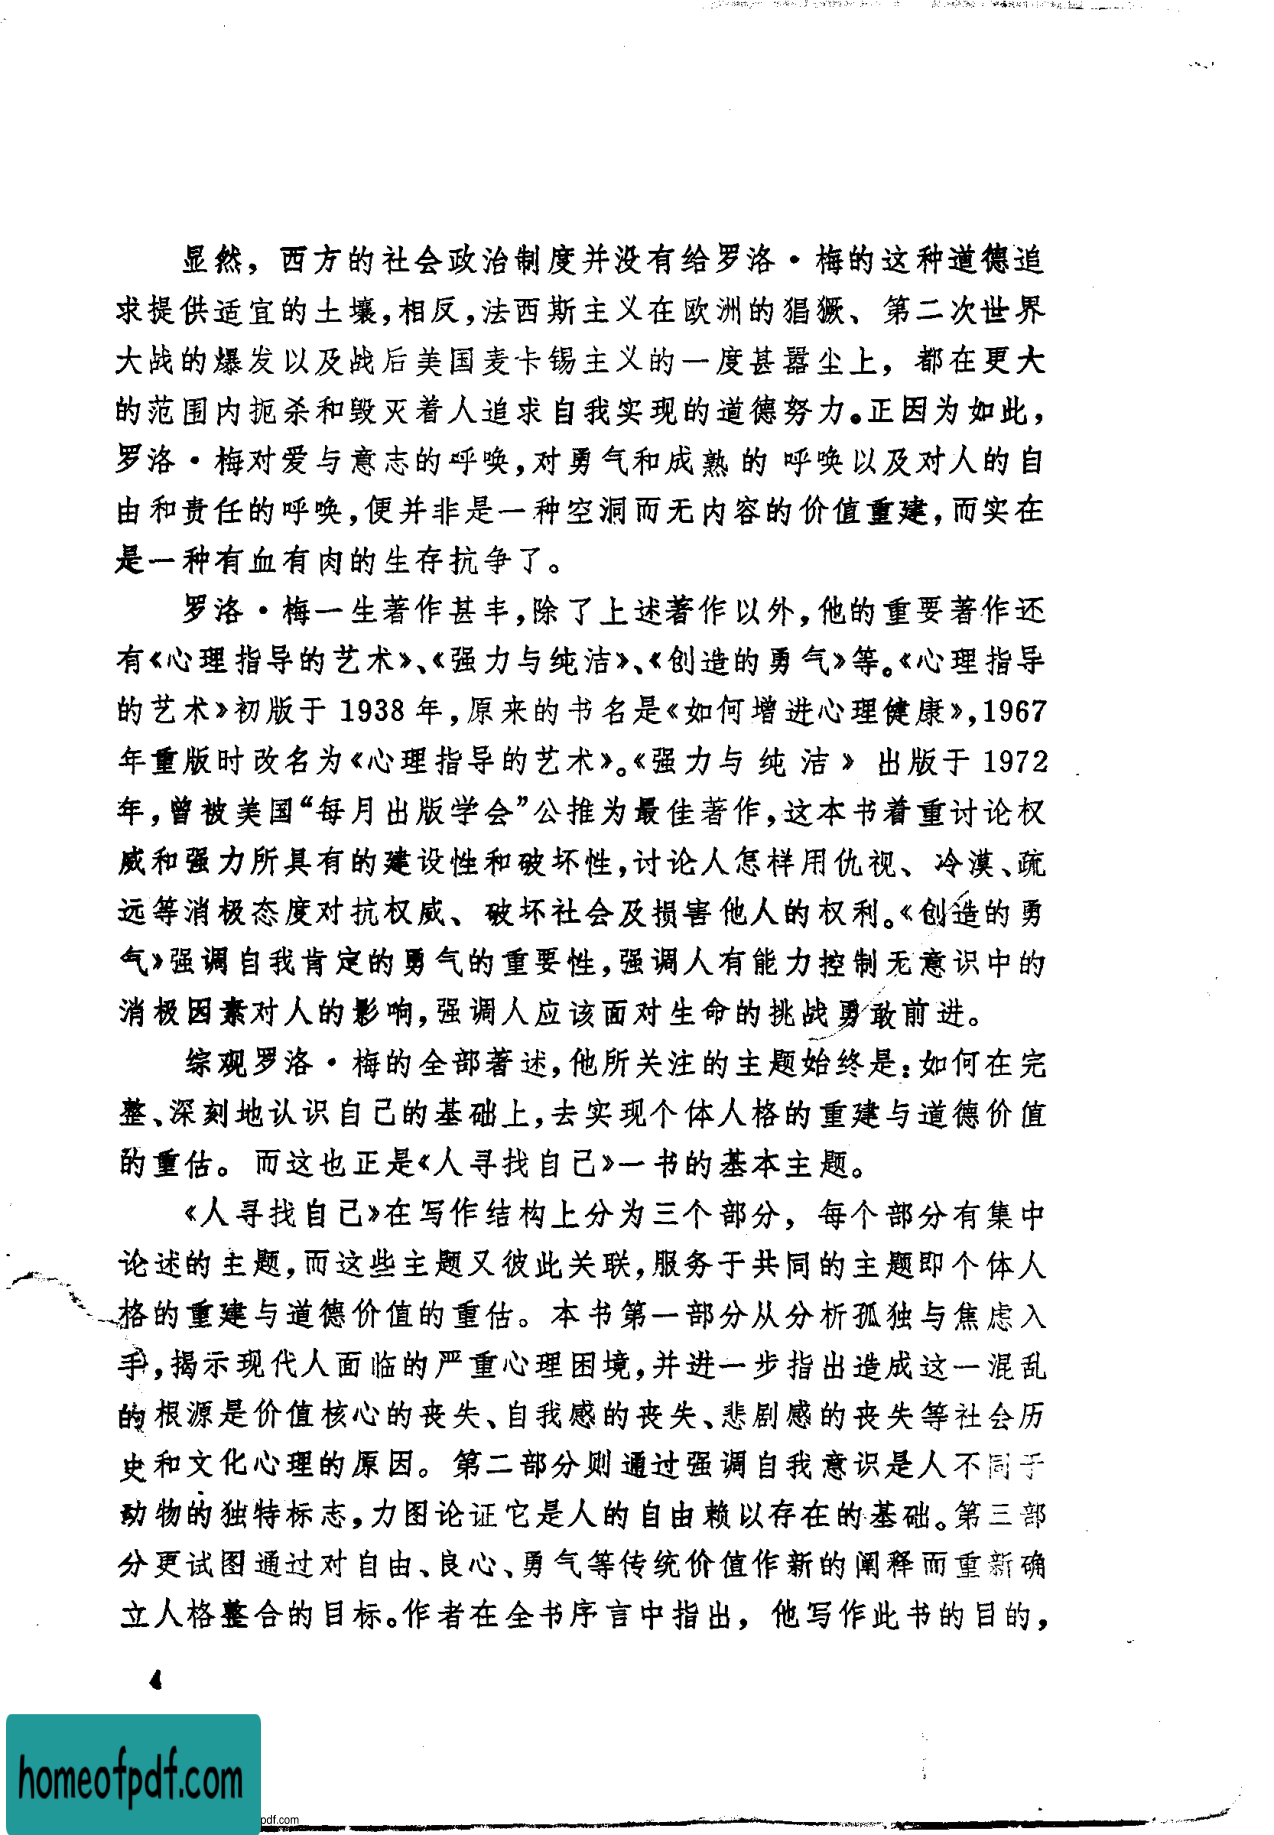 显然，西方的社会政治制度并没有给罗洛·梅的这种道德追
求提供适宜的土壤，相反，法西斯主义在欧洲的猖獗、第二次世界
大战的爆发以及战后美国麦卡锡主义的一度甚嚣尘上，都在更大
的范围内扼杀和毁灭着人追求自我实现的道德努力。正因为如此，
罗洛·梅对爱与意志的呼唤，对勇气和成熟的呼唤以及对人的自
由和责任的呼唤，便并非是一种空洞而无内容的价值重建，而实在
是一种有血有肉的生存抗争了。
罗洛·梅一生著作甚丰，除了上述著作以外，他的重要著作还
有《心理指导的艺术》、《强力与纯洁》、《创造的勇气》等。《心理指导
的艺术》初版于1938年，原来的书名是《如何增进心理健康》，1967
年重版时改名为《心理指导的艺术》。《强力与纯洁》出版于1972
年，曾被美国“每月出版学会”公推为最佳著作，这本书着重讨论权
威和强力所具有的建设性和破坏性，讨论人怎样用仇视、冷漠、疏
远等消极态度对抗权威、破坏社会及损害他人的权利。《创造的勇
气》强调自我肯定的勇气的重要性，强调人有能力控制无意识中的
消极因素对人的影响，强调人应该面对生命的挑战勇敢前进。
综观罗洛·梅的全部著述，他所关注的主题始终是：如何在完
整、深刻地认识自己的基础上，去实现个体人格的重建与道德价值
的重估。而这也正是《人寻找自己》一书的基本主题。
《人寻找自己》在写作结构上分为三个部分，每个部分有集中
论述的主题，而这些主题又彼此关联，服务于共同的主题即个体人
格的重建与道德价值的重估。本书第一部分从分析孤独与焦虑入
手，揭示现代人面临的严重心理困境，并进一步指出造成这一混乱
的根源是价值核心的丧失、自我感的丧失、悲剧感的丧失等社会历
史和文化心理的原因。第二部分则通过强调自我意识是人不同于
动物的独特标志，力图论证它是人的自由赖以存在的基础。第三部
分更试图通过对自由、良心、勇气等传统价值作新的阐释而重新确
立人格整合的目标。作者在全书序言中指出，他写作此书的目的，
4
homeofpdf.com
pdf.com